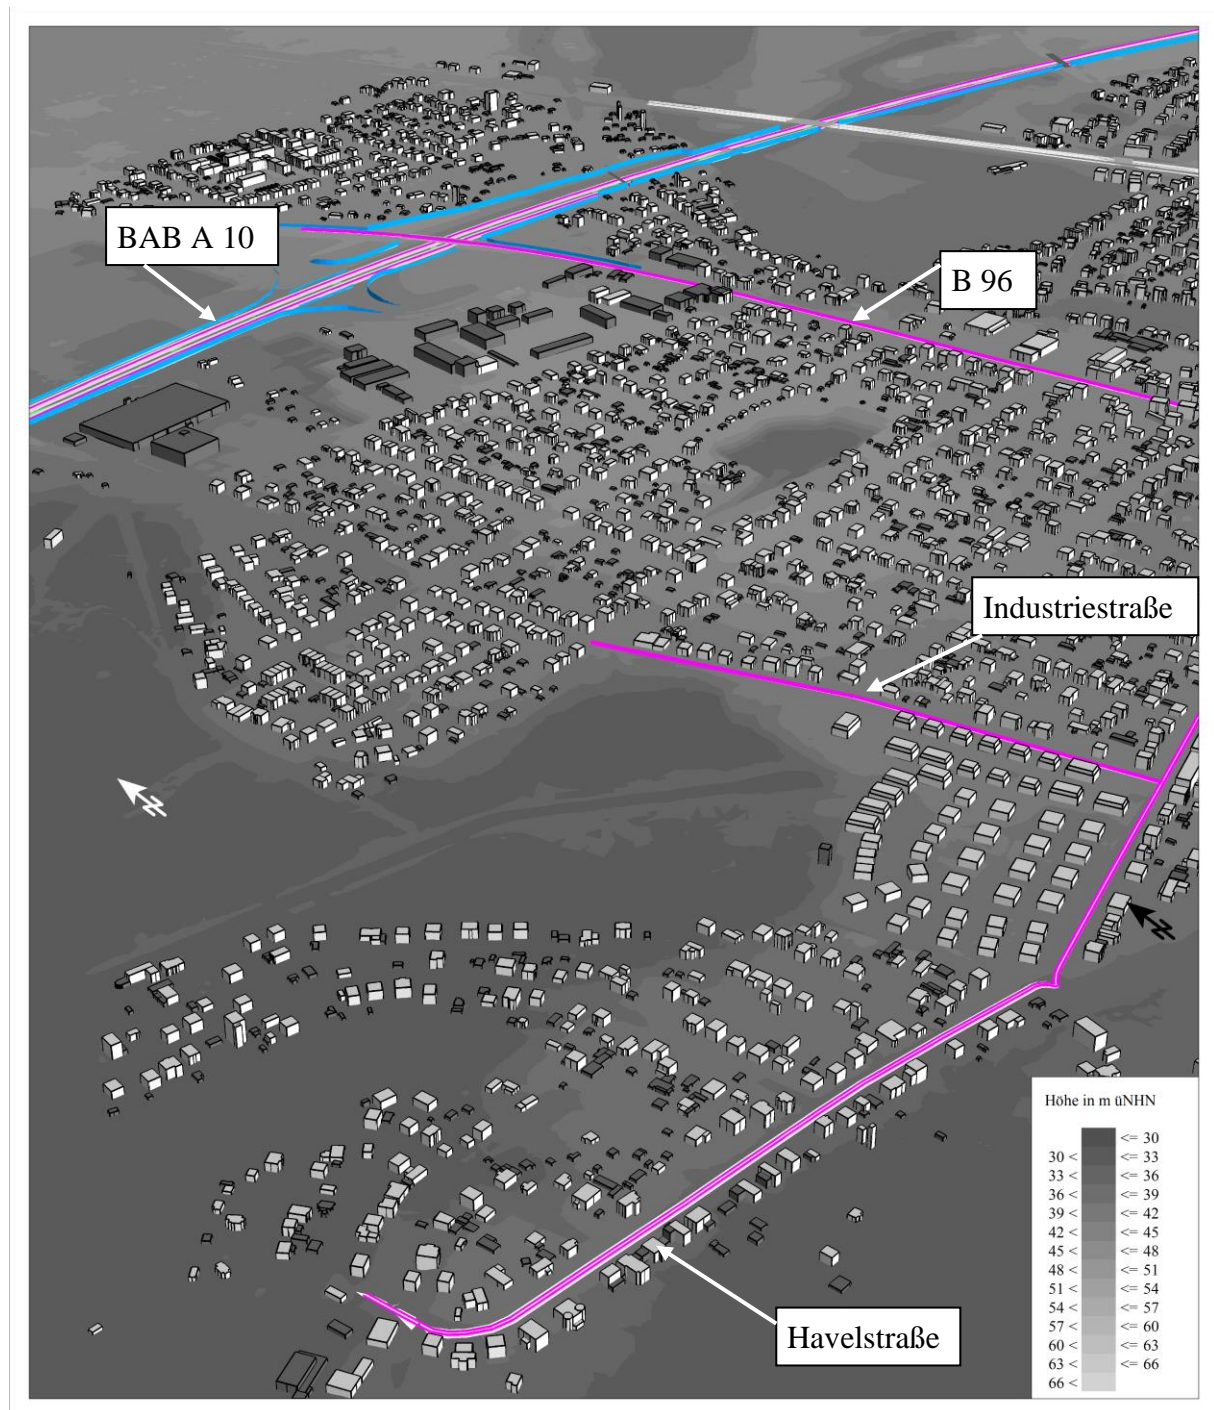 BAB A 10
B 96
Industriestraße
N
N
Havelstraße
Höhe in m üNHN
<= 30
30 < <= 33
33 < <= 36
36 < <= 39
39 < <= 42
42 < <= 45
45 < <= 48
48 < <= 51
51 < <= 54
54 < <= 57
57 < <= 60
60 < <= 63
63 < <= 66
66 <